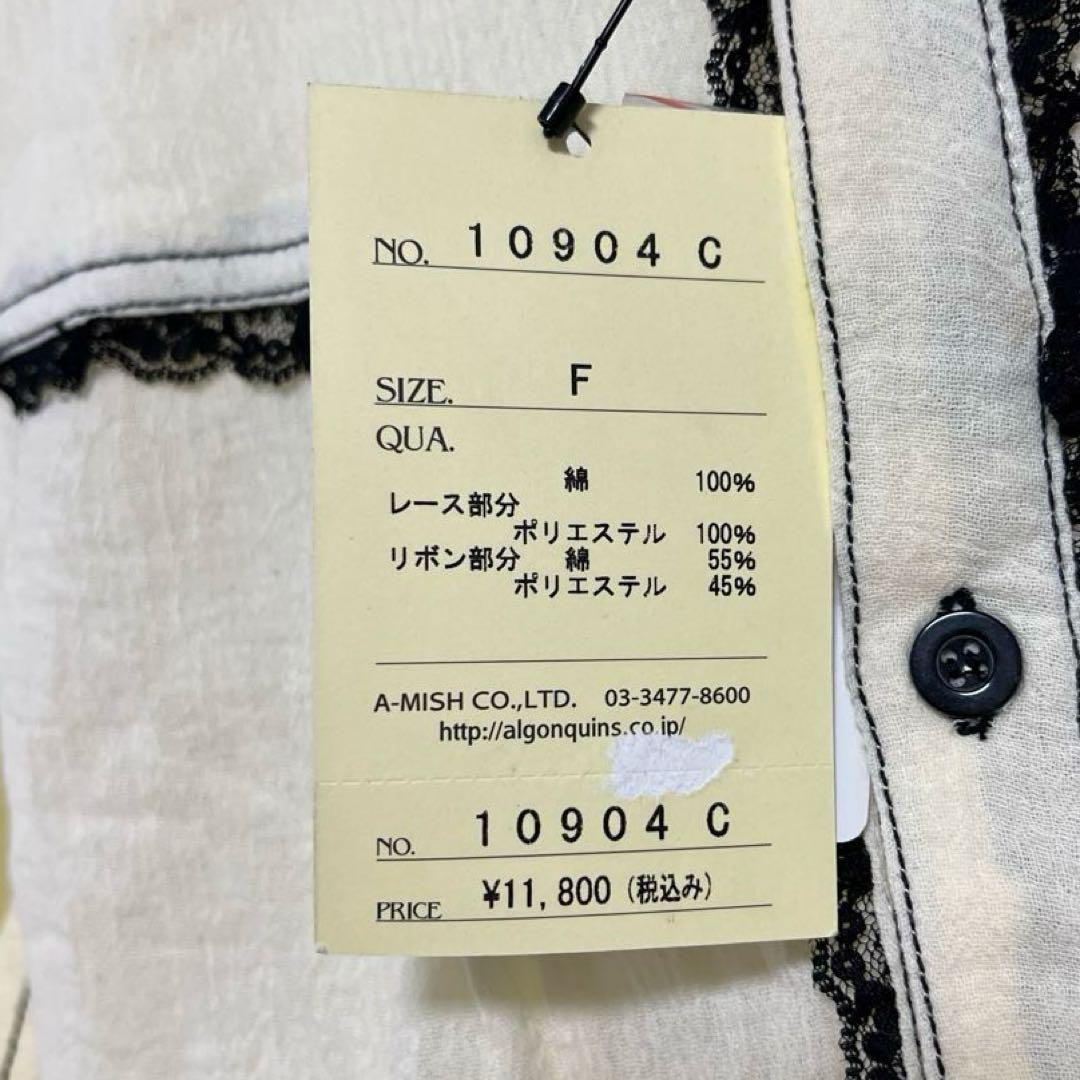 NO. 10904 C
SIZE. F
QUA.
綿 100%
レース部分
ポリエステル 100%
リボン部分 綿 55%
ポリエステル 45%
A-MISH CO.,LTD. 03-3477-8600
http://algonquins.co.jp/
NO. 10904 C
PRICE ¥11,800 (税込み)